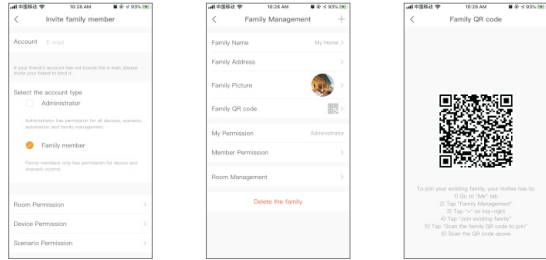 中国移动 10:28 AM 93%
Invite family member
Account E-mail
If your friend's account has not bound the e-mail, please
invite your friend to bind it.
Select the account type
Administrator
Administrator has permission for all devices, scenario,
automation and family management.
Family member
Family members only has permission for device and
scenario control.
Room Permission
Device Permission
Scenario Permission
中国移动 10:26 AM 93%
Family Management
Family Name My Home
Family Address
Family Picture
Family QR code
My Permission Administrator
Member Permission
Room Management
Delete the family
中国移动 10:29 AM 93%
Family QR code
To join your existing family, your invitee has to:
1) Go to "Me" tab
2) Tap "Family Management"
3) Tap "+" on top-right
4) Tap "Join existing family"
5) Tap "Scan the family QR code to join"
6) Scan the QR code above